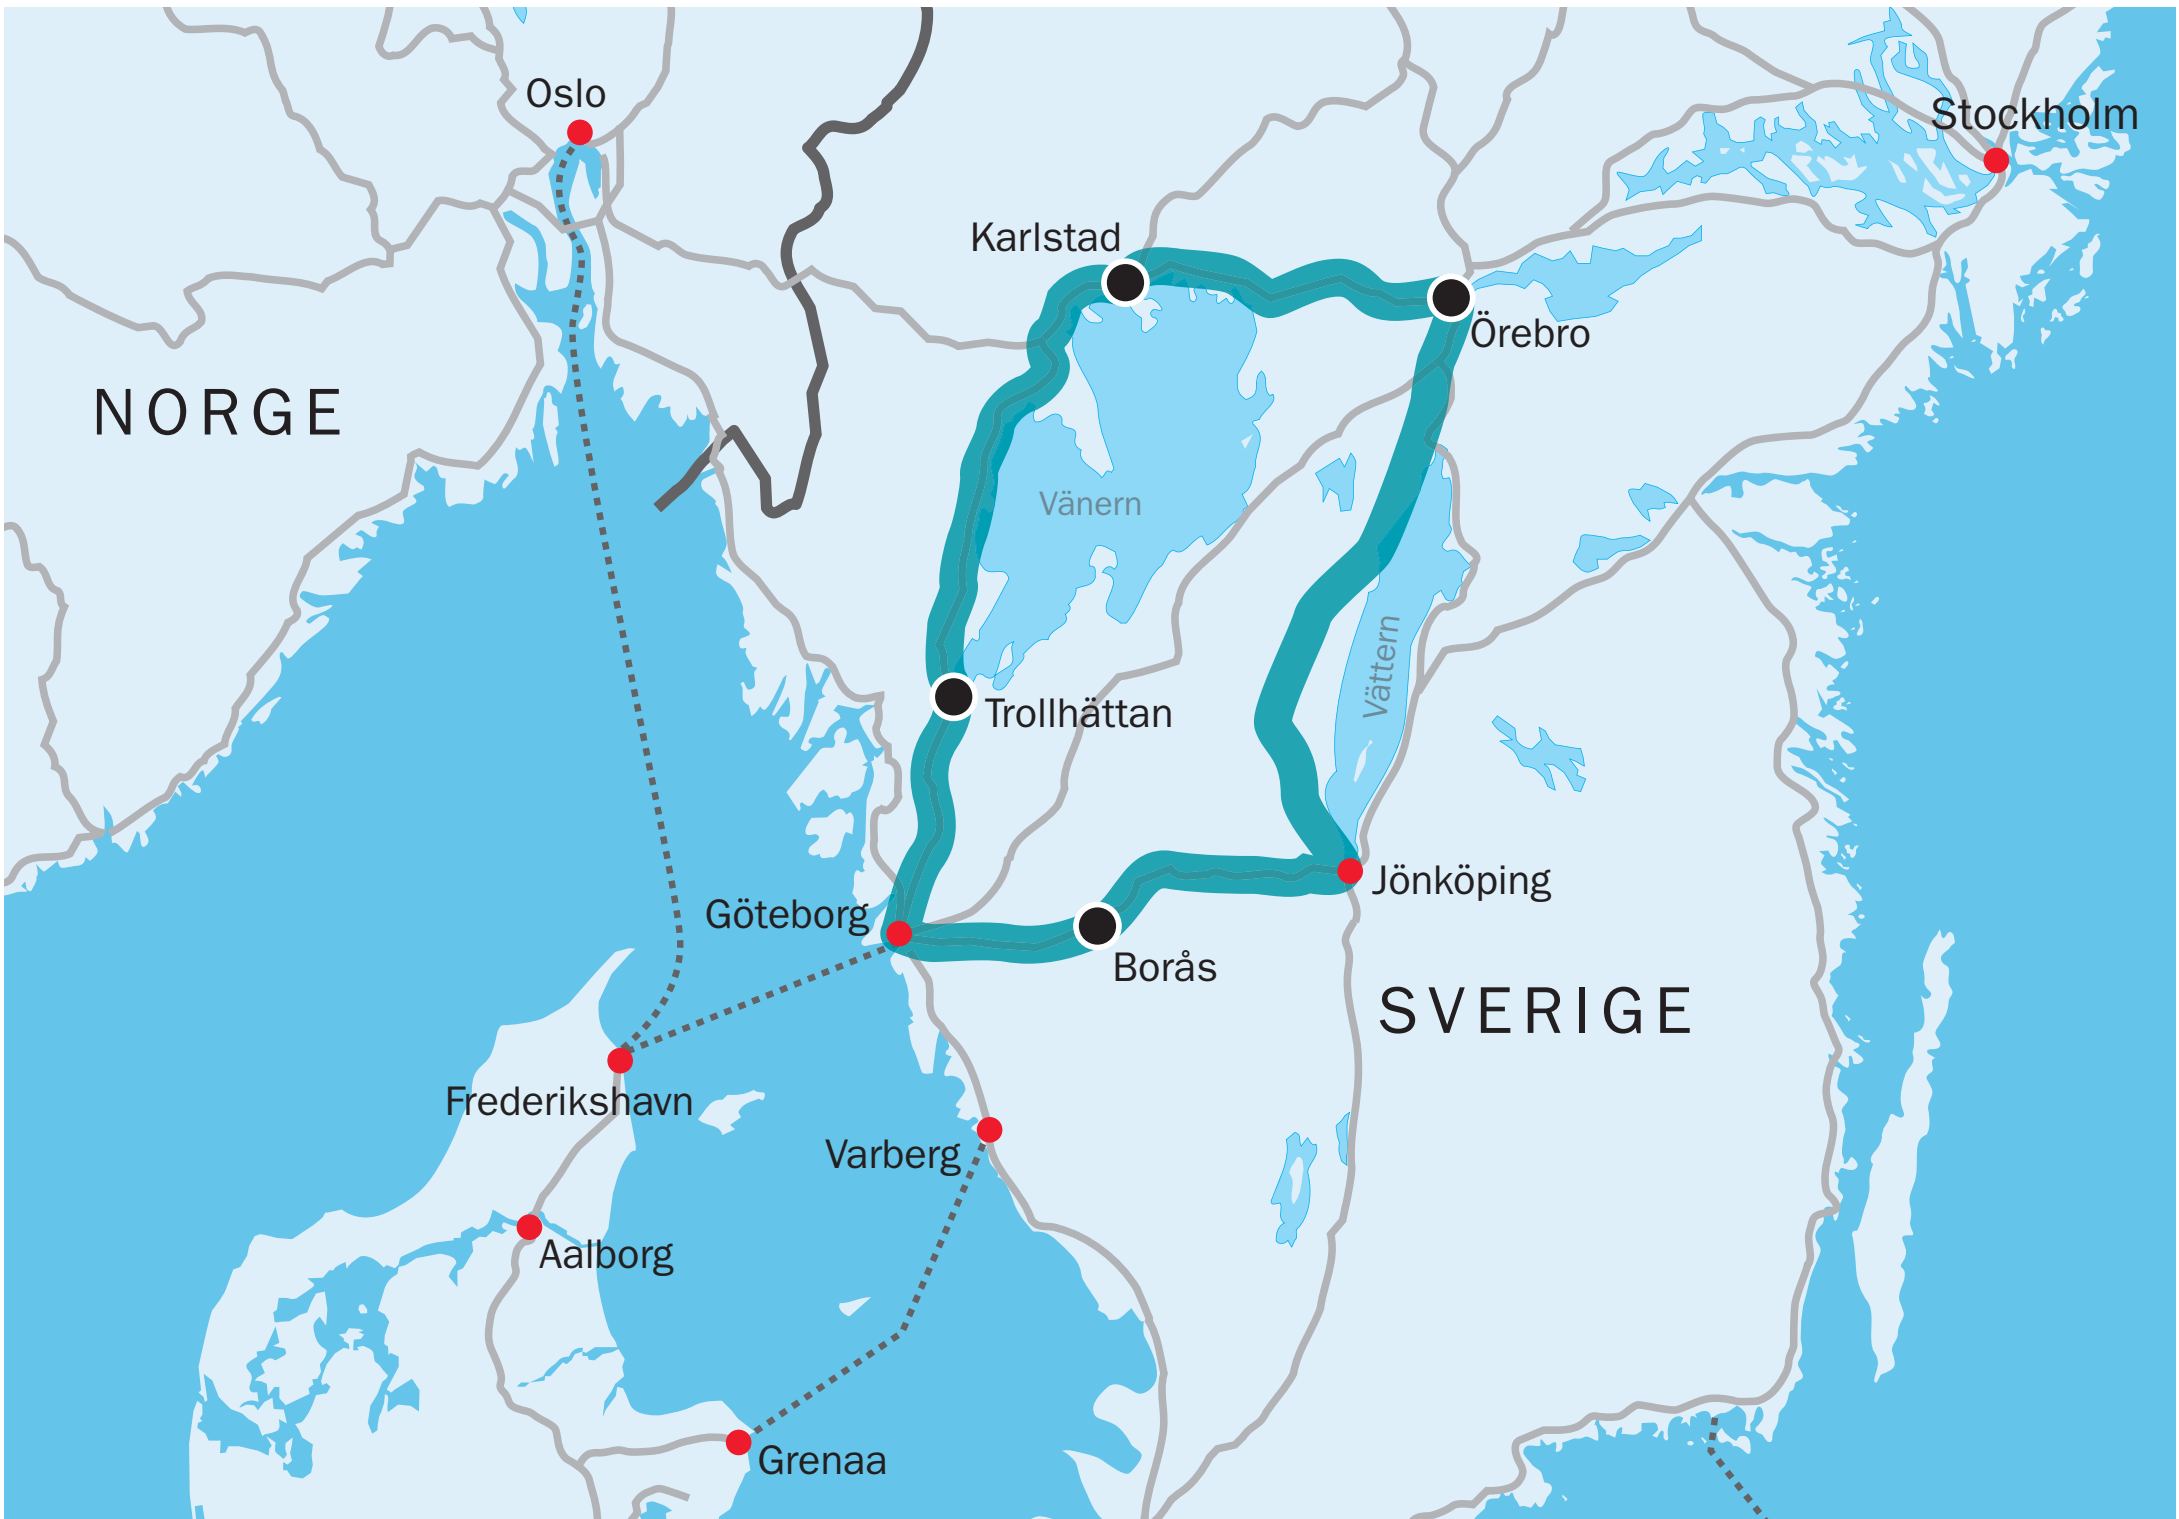 Oslo
Stockholm
Karlstad
Örebro
NORGE
Vänern
Vättern
Trollhättan
Jönköping
Göteborg
Borås
SVERIGE
Frederikshavn
Varberg
Aalborg
Grenaa